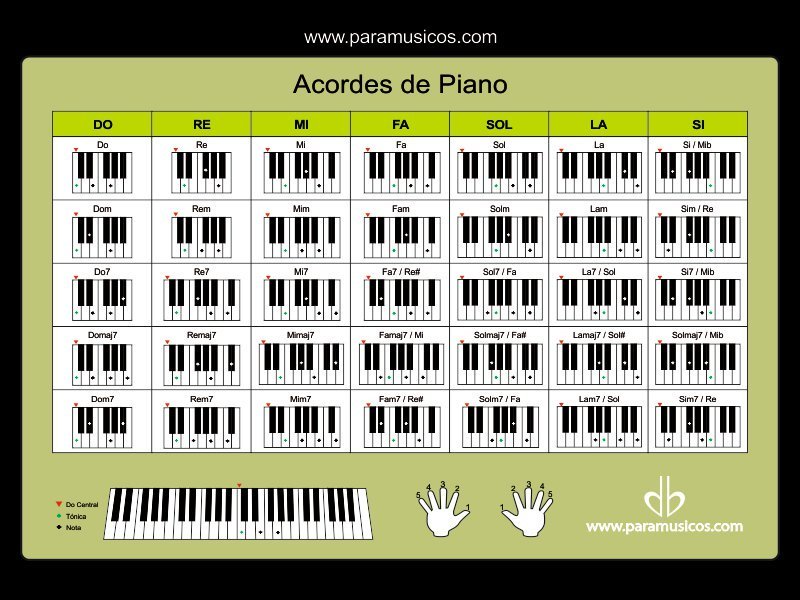 www.paramusicos.com
Acordes de Piano
DO RE MI FA SOL LA SI
Do Re Mi Fa Sol La Si / Mib
Dom Rem Mim Fam Solm Lam Sim / Re
Do7 Re7 Mi7 Fa7 / Re# Sol7 / Fa La7 / Sol Si7 / Mib
Domaj7 Remaj7 Mimaj7 Famaj7 / Mi Solmaj7 / Fa# Lamaj7 / Sol# Solmaj7 / Mib
Dom7 Rem7 Mim7 Fam7 / Re# Solm7 / Fa Lam7 / Sol Sim7 / Re
Do Central
Tónica
Nota
5 4 3 2 1
1 2 3 4 5
www.paramusicos.com